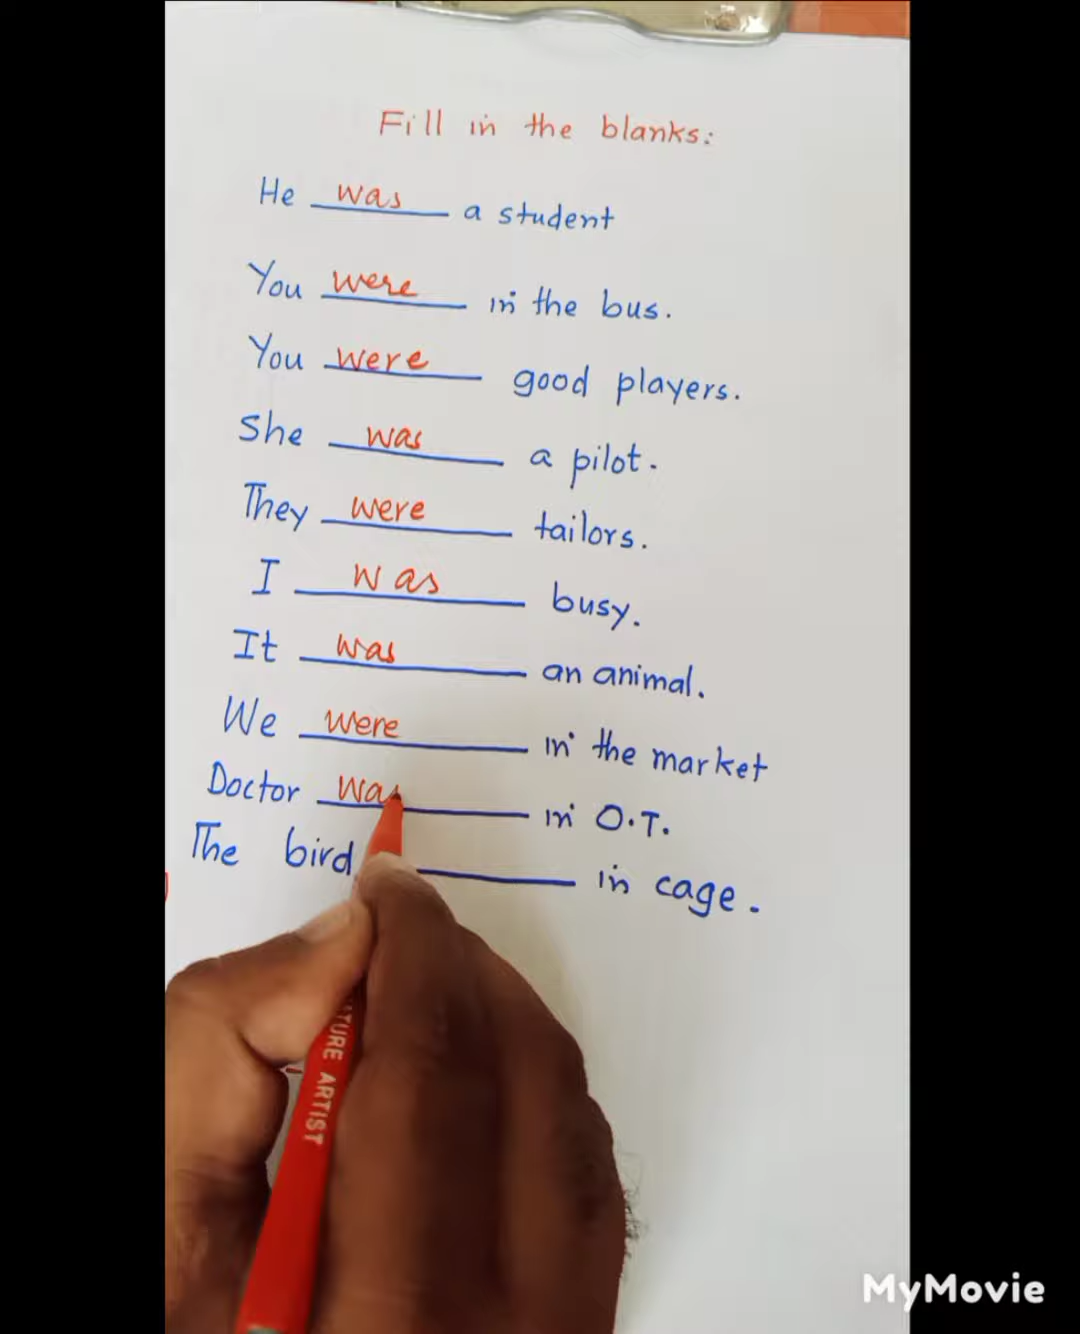 Fill in the blanks:
He was a student
You were in the bus.
You were good players.
She was a pilot.
They were tailors.
I was busy.
It was an animal.
We were in the market
Doctor was in O.T.
The bird ____ in cage.
TURE ARTIST
MyMovie